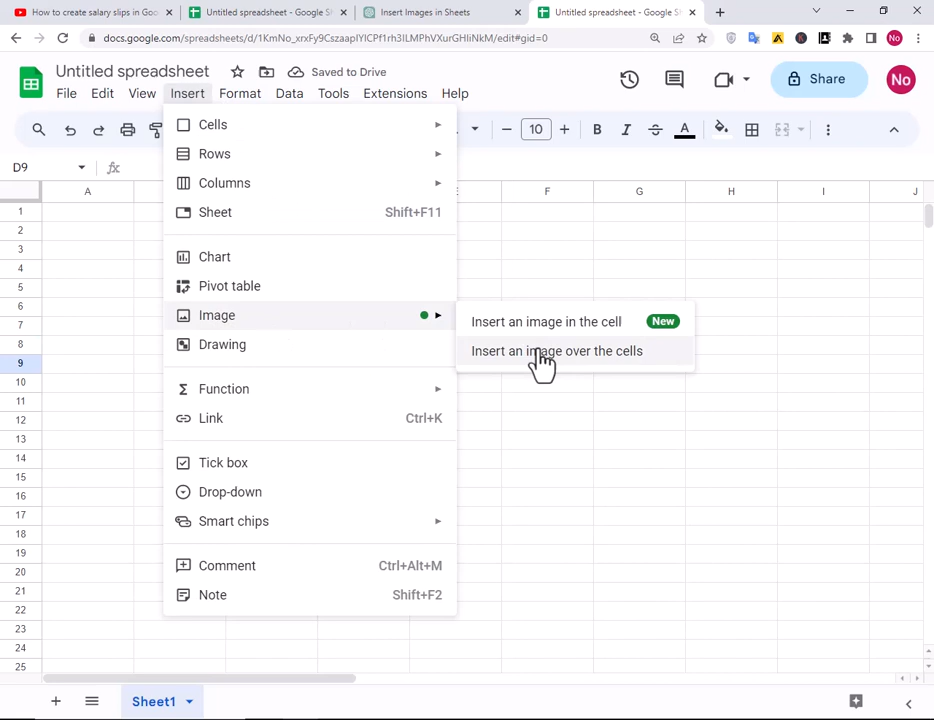 How to create salary slips in Goo
Untitled spreadsheet - Google Sh
Insert Images in Sheets
Untitled spreadsheet - Google Sh
docs.google.com/spreadsheets/d/1KmNo_xrxFy9CszaaplYlCPf1rh3ILMPhVXurGHIiNkM/edit#gid=0
No
Untitled spreadsheet
Saved to Drive
File Edit View Insert Format Data Tools Extensions Help
Share
No
10 B I A
D9
fx
A E F G H I J
1
2
3
4
5
6
7
8
9
10
11
12
13
14
15
16
17
18
19
20
21
22
23
24
25
Cells
Rows
Columns
Sheet Shift+F11
Chart
Pivot table
Image
Drawing
Function
Link Ctrl+K
Tick box
Drop-down
Smart chips
Comment Ctrl+Alt+M
Note Shift+F2
Insert an image in the cell New
Insert an image over the cells
Sheet1